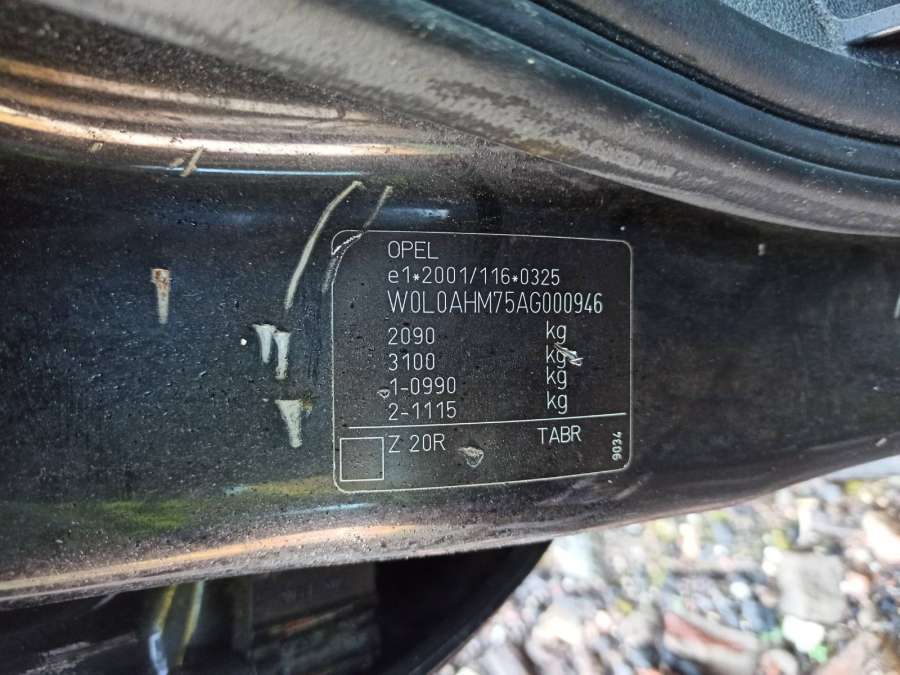 OPEL
e1*2001/116*0325
W0L0AHM75AG000946
2090 kg
3100 kg
1-0990 kg
2-1115 kg
Z 20R TABR
9034